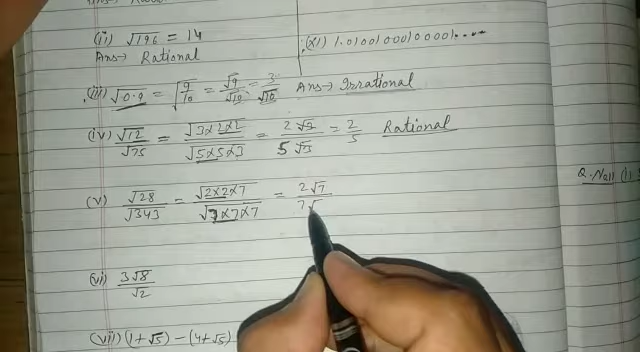 (ii) √196 = 14
Ans→ Rational
(xi) 1.010010001000001....
(iii) √0.9 = √9/10 = √9/√10 = 3/√10 Ans→ Irrational
(iv) √12/√75 = √3×2×2/√5×5×3 = 2√3/5√3 = 2/5 Rational
(v) √28/√343 = √2×2×7/√7×7×7 = 2√7/7√
(vi) 3√8/√2
(vii) (1+√5) - (4+√5)